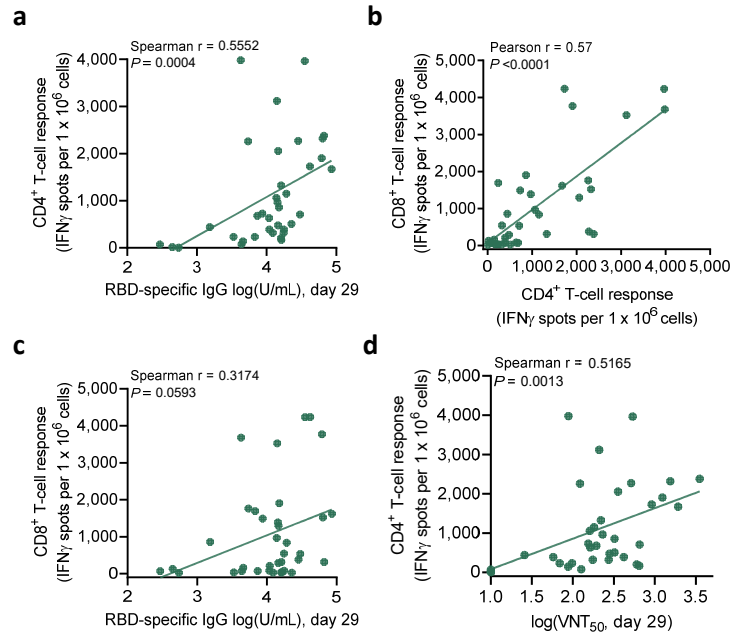 a
Spearman r = 0.5552
P = 0.0004
CD4+ T-cell response
(IFNγ spots per 1 x 10^6 cells)
4,000
3,000
2,000
1,000
0
2 3 4 5
RBD-specific IgG log(U/mL), day 29
b
Pearson r = 0.57
P <0.0001
CD8+ T-cell response
(IFNγ spots per 1 x 10^6 cells)
5,000
4,000
3,000
2,000
1,000
0
0 1,000 2,000 3,000 4,000 5,000
CD4+ T-cell response
(IFNγ spots per 1 x 10^6 cells)
c
Spearman r = 0.3174
P = 0.0593
CD8+ T-cell response
(IFNγ spots per 1 x 10^6 cells)
5,000
4,000
3,000
2,000
1,000
0
2 3 4 5
RBD-specific IgG log(U/mL), day 29
d
Spearman r = 0.5165
P = 0.0013
CD4+ T-cell response
(IFNγ spots per 1 x 10^6 cells)
5,000
4,000
3,000
2,000
1,000
0
1.0 1.5 2.0 2.5 3.0 3.5
log(VNT50, day 29)